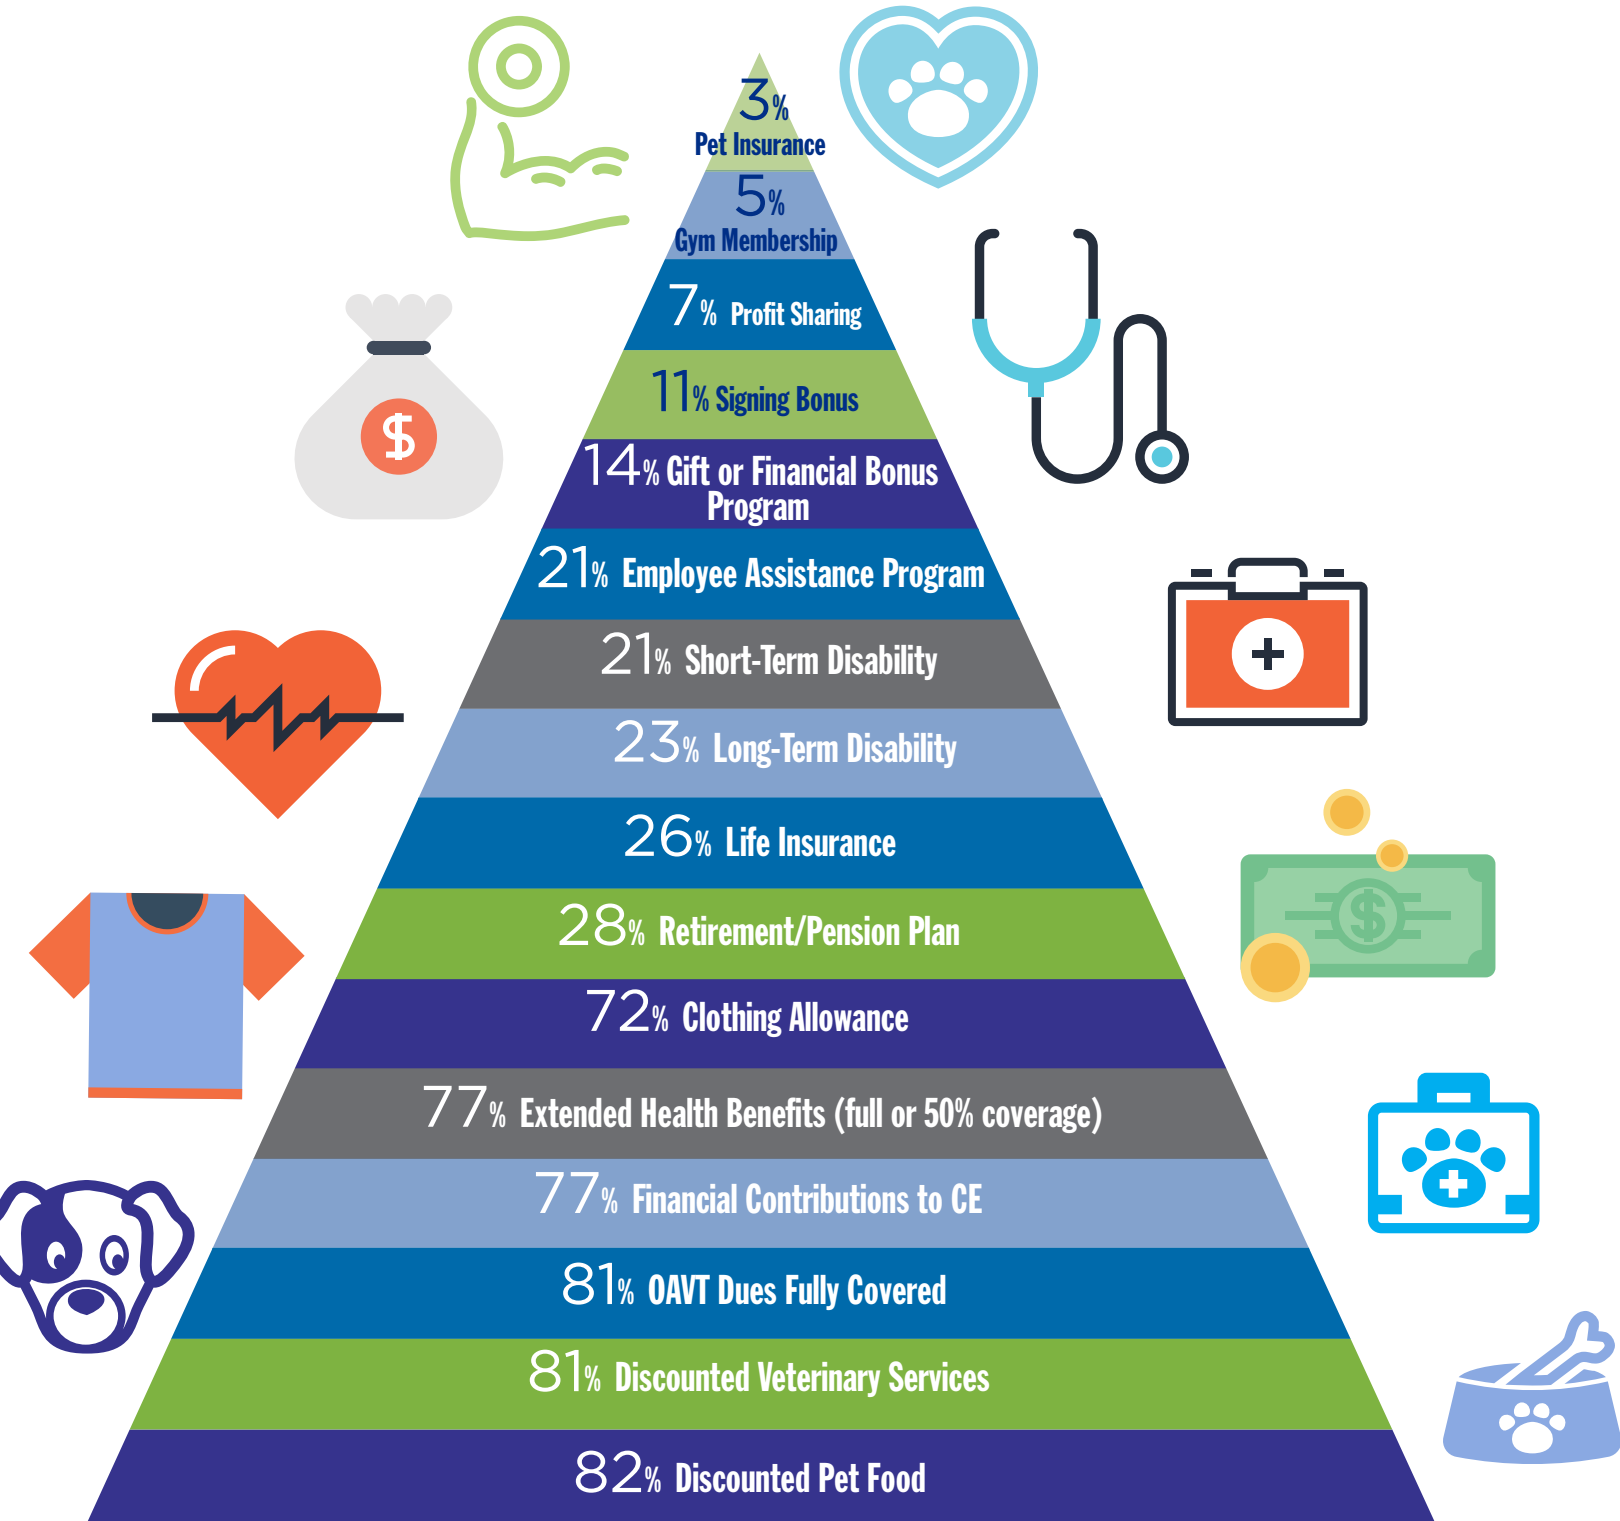 3%
Pet Insurance
5%
Gym Membership
7% Profit Sharing
11% Signing Bonus
14% Gift or Financial Bonus
Program
21% Employee Assistance Program
21% Short-Term Disability
23% Long-Term Disability
26% Life Insurance
28% Retirement/Pension Plan
72% Clothing Allowance
77% Extended Health Benefits (full or 50% coverage)
77% Financial Contributions to CE
81% OAVT Dues Fully Covered
81% Discounted Veterinary Services
82% Discounted Pet Food
$
$